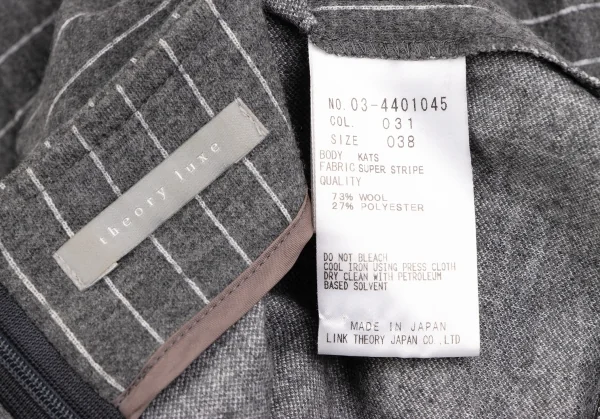 theory luxe
NO. 03-4401045
COL. 031
SIZE 038
BODY KATS
FABRIC SUPER STRIPE
QUALITY
73% WOOL
27% POLYESTER
DO NOT BLEACH
COOL IRON USING PRESS CLOTH
DRY CLEAN WITH PETROLEUM
BASED SOLVENT
MADE IN JAPAN
LINK THEORY JAPAN CO.,LTD